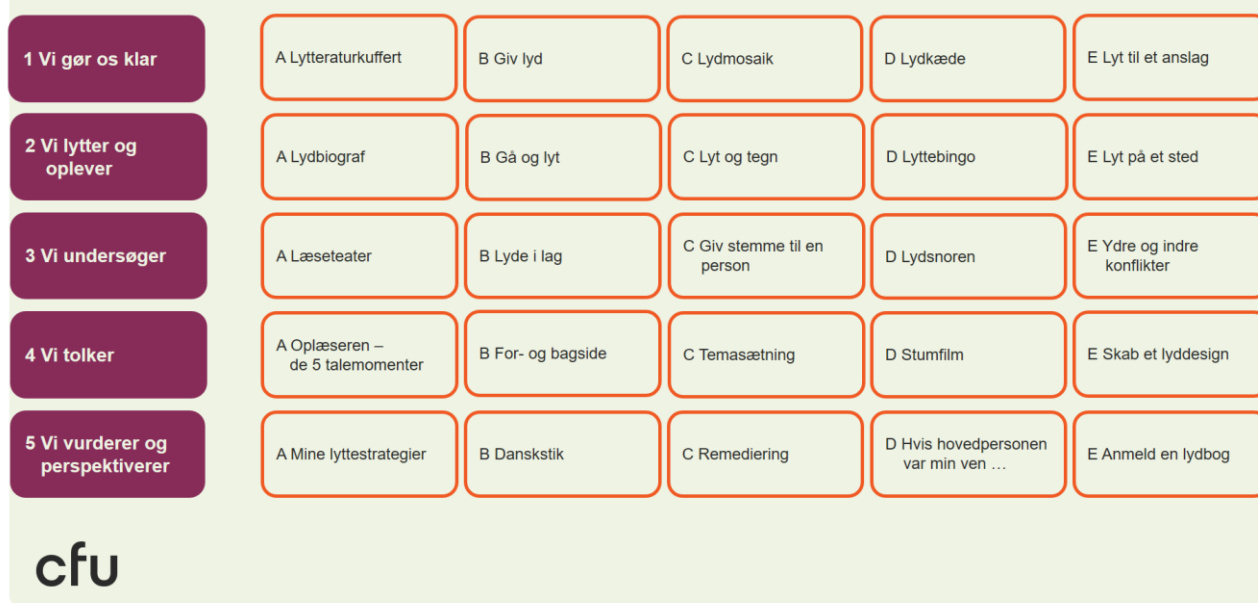 1 Vi gør os klar
A Lytteraturkuffert
B Giv lyd
C Lydmosaik
D Lydkæde
E Lyt til et anslag
2 Vi lytter og
oplever
A Lydbiograf
B Gå og lyt
C Lyt og tegn
D Lyttebingo
E Lyt på et sted
3 Vi undersøger
A Læseteater
B Lyde i lag
C Giv stemme til en
person
D Lydsnoren
E Ydre og indre
konflikter
4 Vi tolker
A Oplæseren –
de 5 talemomenter
B For- og bagside
C Temasætning
D Stumfilm
E Skab et lyddesign
5 Vi vurderer og
perspektiverer
A Mine lyttestrategier
B Danskstik
C Remediering
D Hvis hovedpersonen
var min ven …
E Anmeld en lydbog
cfu